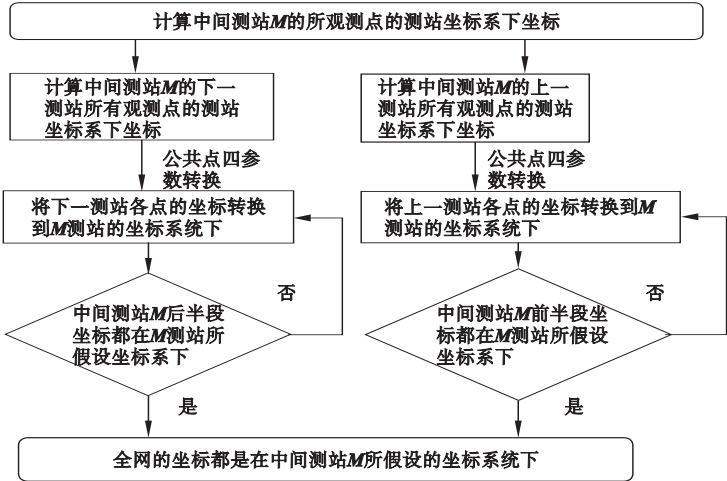 计算中间测站M的所观测点的测站坐标系下坐标
计算中间测站M的下一
测站所有观测点的测站
坐标系下坐标
公共点四参
数转换
将下一测站各点的坐标转换
到M测站的坐标系统下
中间测站M后半段
坐标都在M测站所
假设坐标系下
否
是
计算中间测站M的上一
测站所有观测点的测站
坐标系下坐标
公共点四参
数转换
将上一测站各点的坐标转换到M
测站的坐标系统下
中间测站M前半段坐
标都在M测站所假设
坐标系下
否
是
全网的坐标都是在中间测站M所假设的坐标系统下